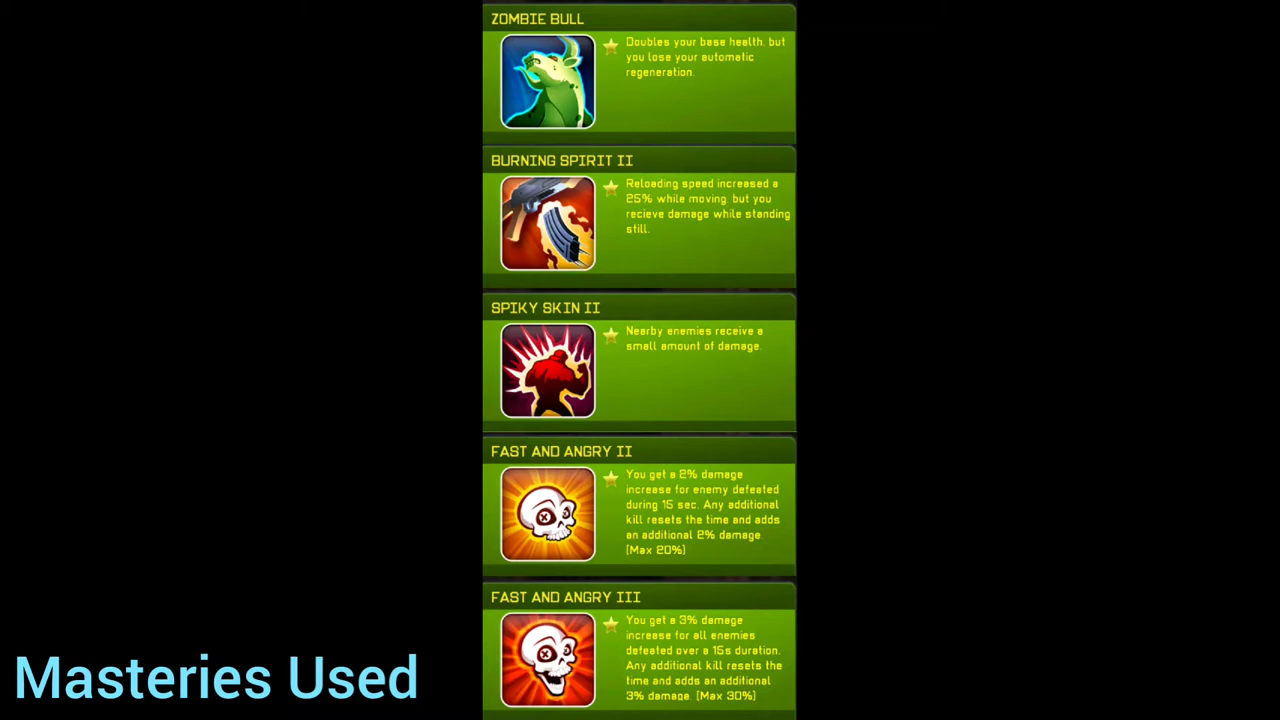 ZOMBIE BULL
Doubles your base health, but
you lose your automatic
regeneration.
BURNING SPIRIT II
Reloading speed increased a
25% while moving, but you
recieve damage while standing
still.
SPIKY SKIN II
Nearby enemies receive a
small amount of damage.
FAST AND ANGRY II
You get a 2% damage
increase for enemy defeated
during 15 sec. Any additional
kill resets the time and adds
an additional 2% damage.
(Max 20%)
FAST AND ANGRY III
You get a 3% damage
increase for all enemies
defeated over a 15s duration.
Any additional kill resets the
time and adds an additional
3% damage. (Max 30%)
Masteries Used